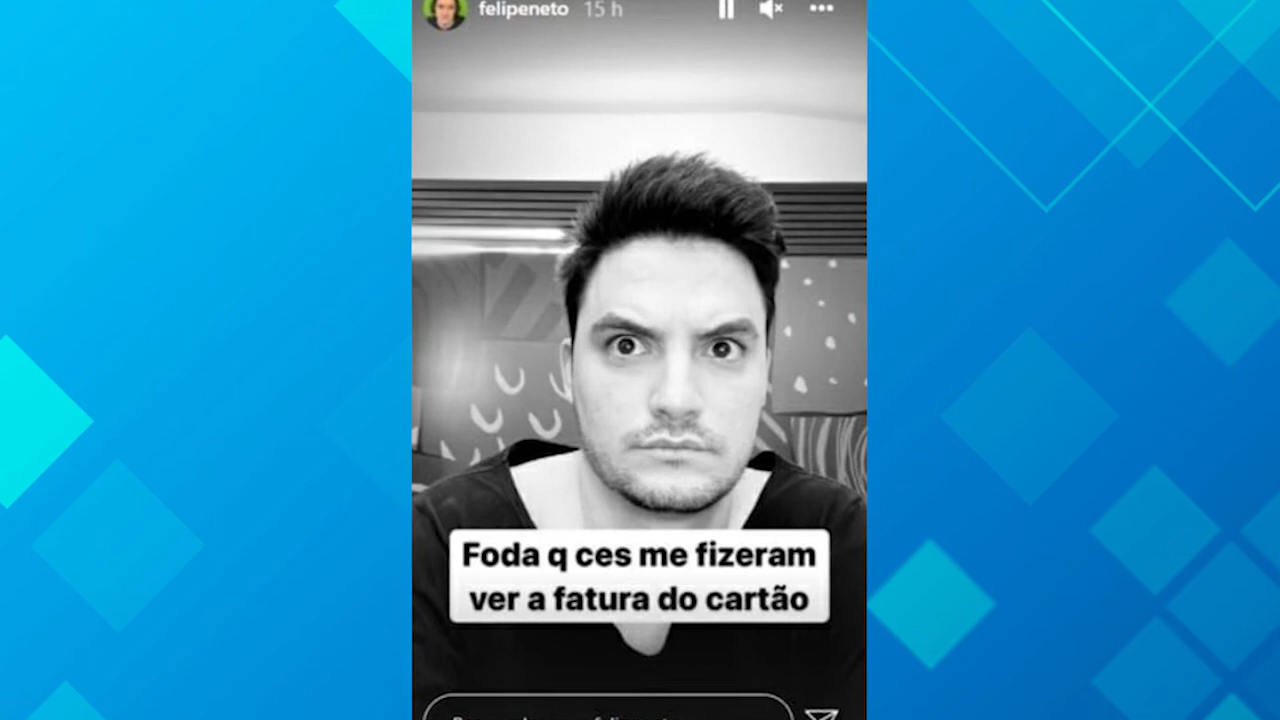 felipeneto 15 h
Foda q ces me fizeram
ver a fatura do cartão